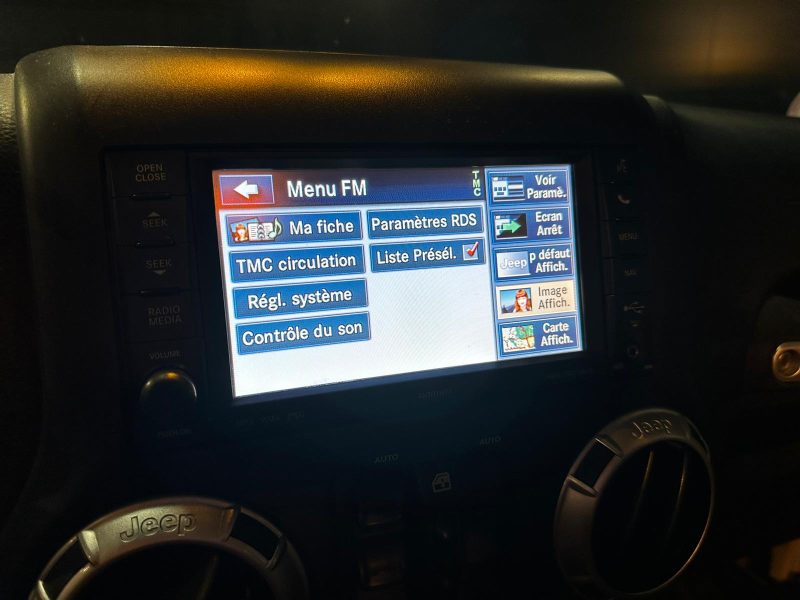 OPEN
CLOSE
SEEK
SEEK
RADIO
MEDIA
VOLUME
Menu FM
TMC
Ma fiche
Paramètres RDS
TMC circulation
Liste Présél.
Régl. système
Contrôle du son
Voir
Paramè.
Ecran
Arrêt
Jeep p défaut
Affich.
Image
Affich.
Carte
Affich.
MENU
NAV
AUTO
AUTO
Jeep
Jeep